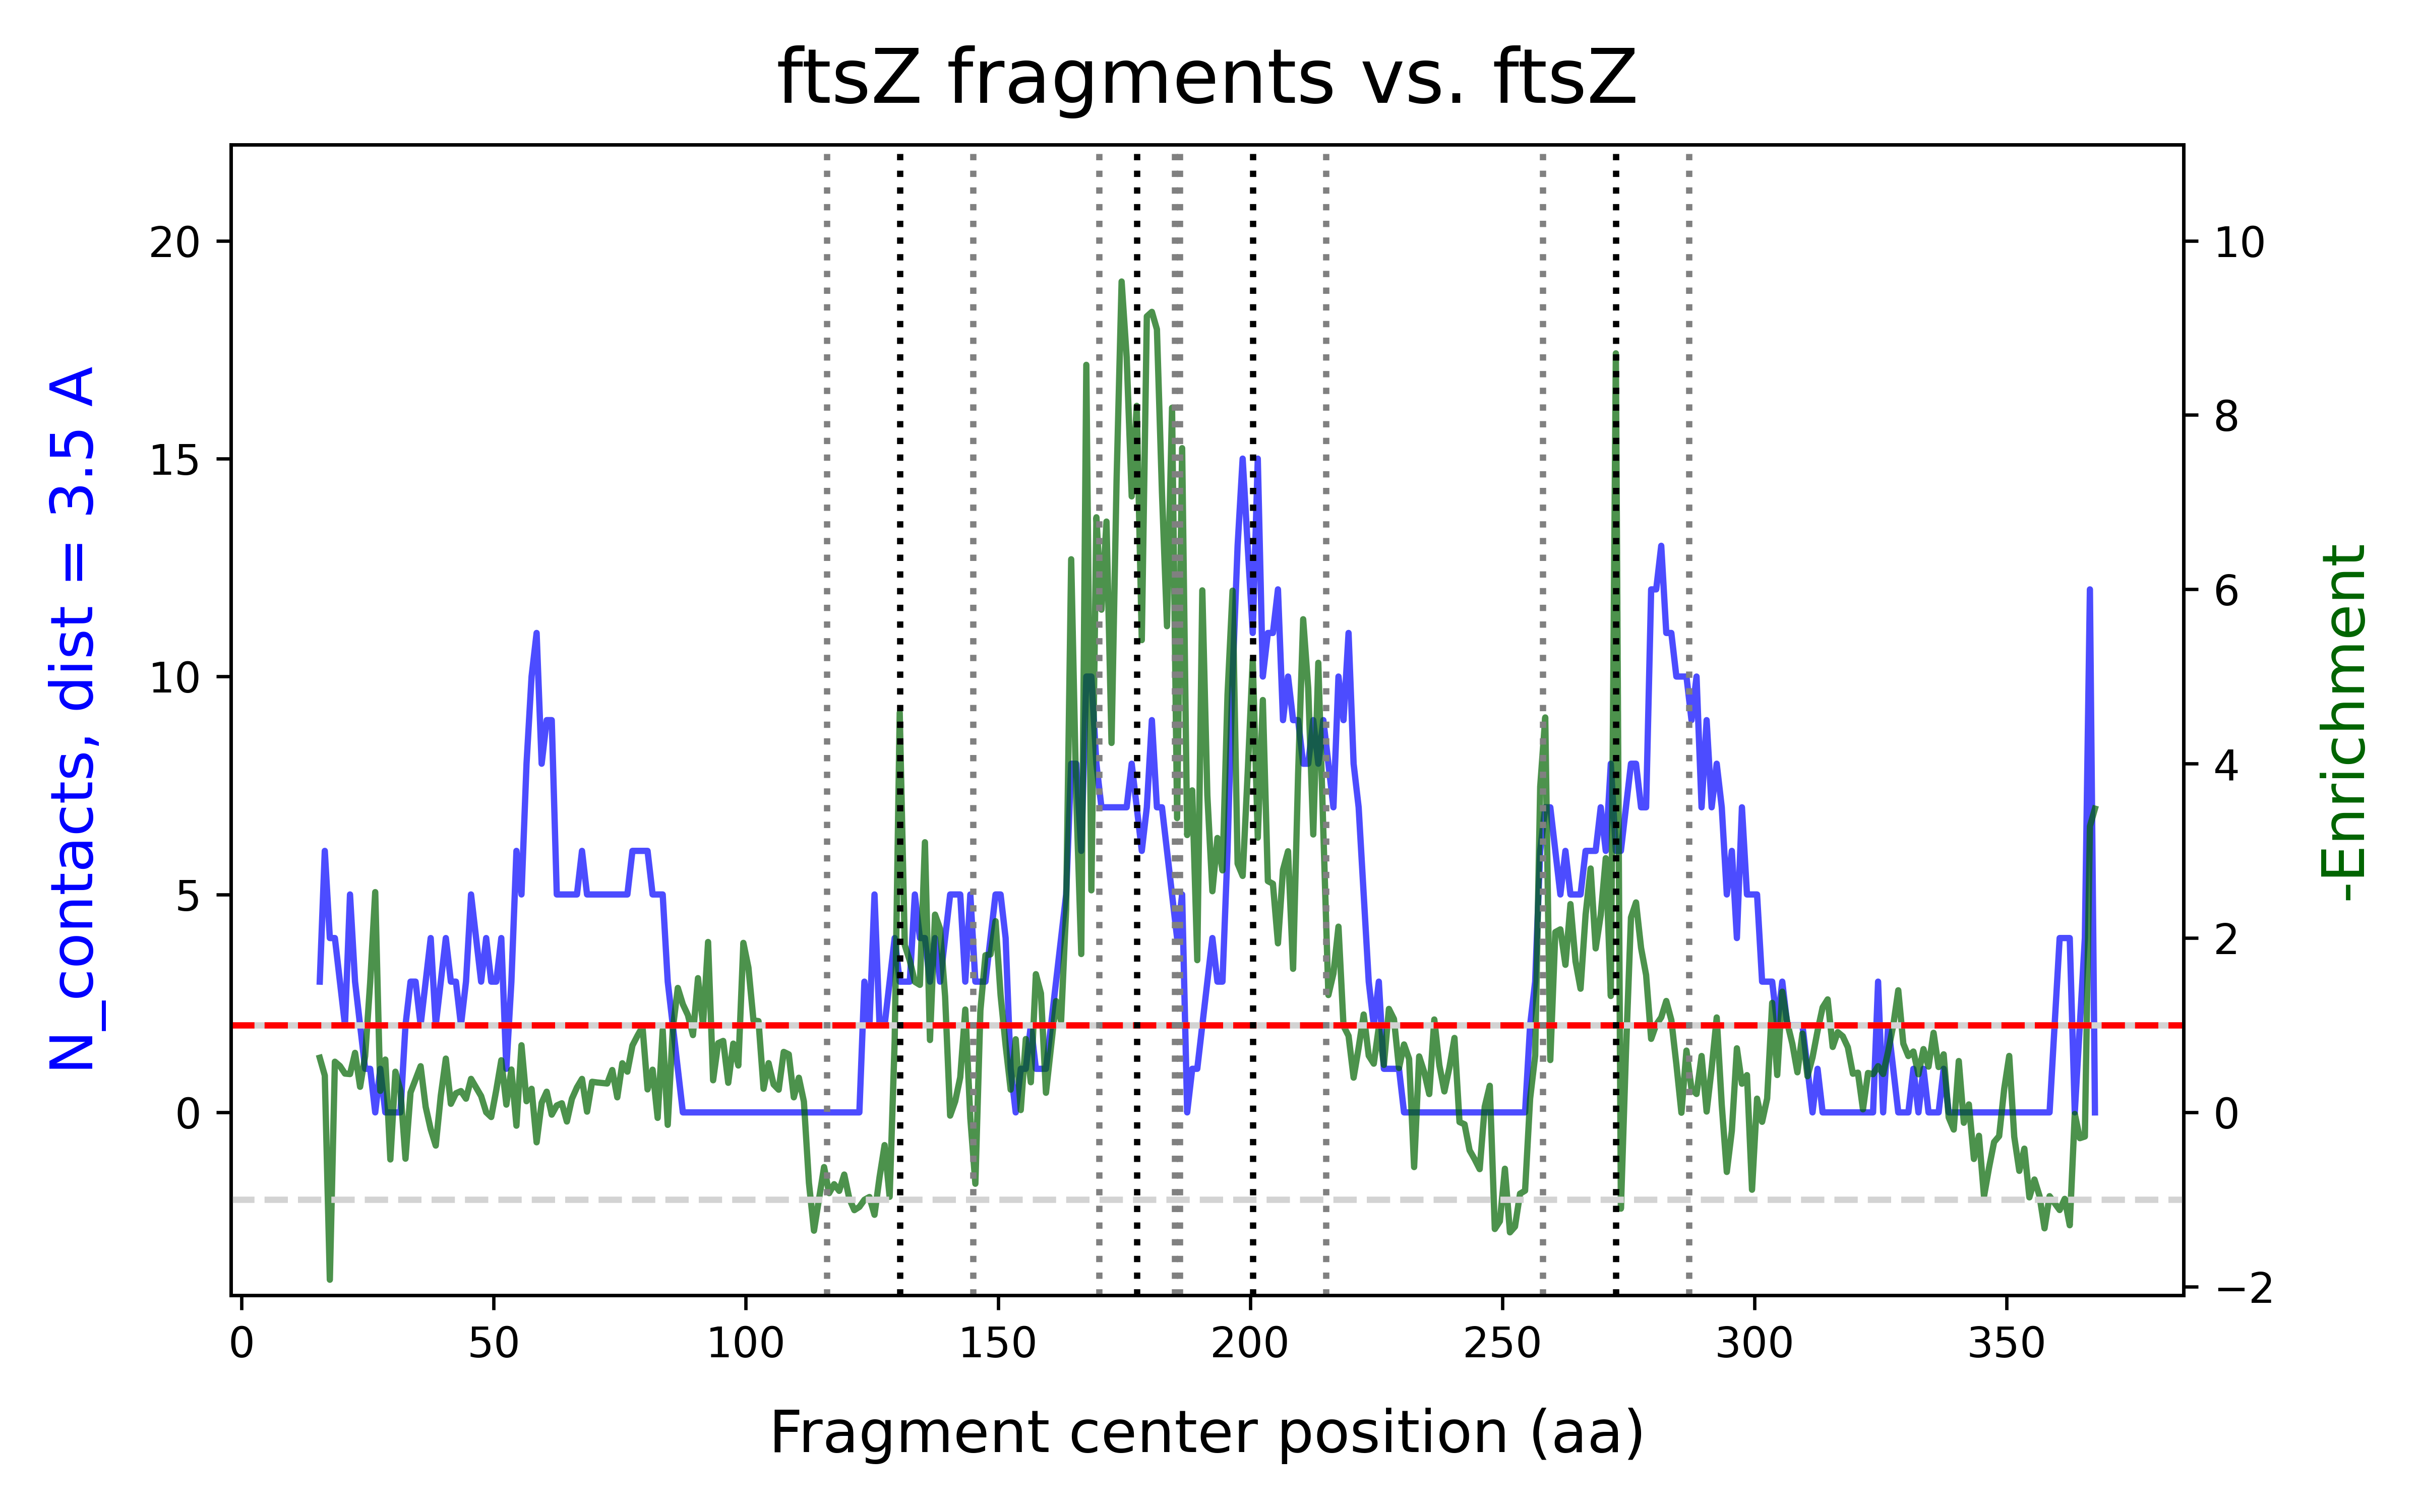 ftsZ fragments vs. ftsZ
N_contacts, dist = 3.5 A
20
15
10
5
0
10
8
6
4
2
0
−2
-Enrichment
0 50 100 150 200 250 300 350
Fragment center position (aa)